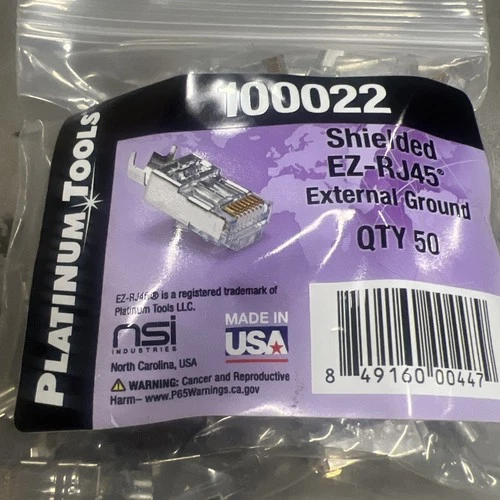 100022
PLATINUM TOOLS
Shielded
EZ-RJ45®
External Ground
QTY 50
EZ-RJ45® is a registered trademark of
Platinum Tools LLC.
nsi
INDUSTRIES
MADE IN
USA
North Carolina, USA
⚠ WARNING: Cancer and Reproductive
Harm– www.P65Warnings.ca.gov
8 49160 00447